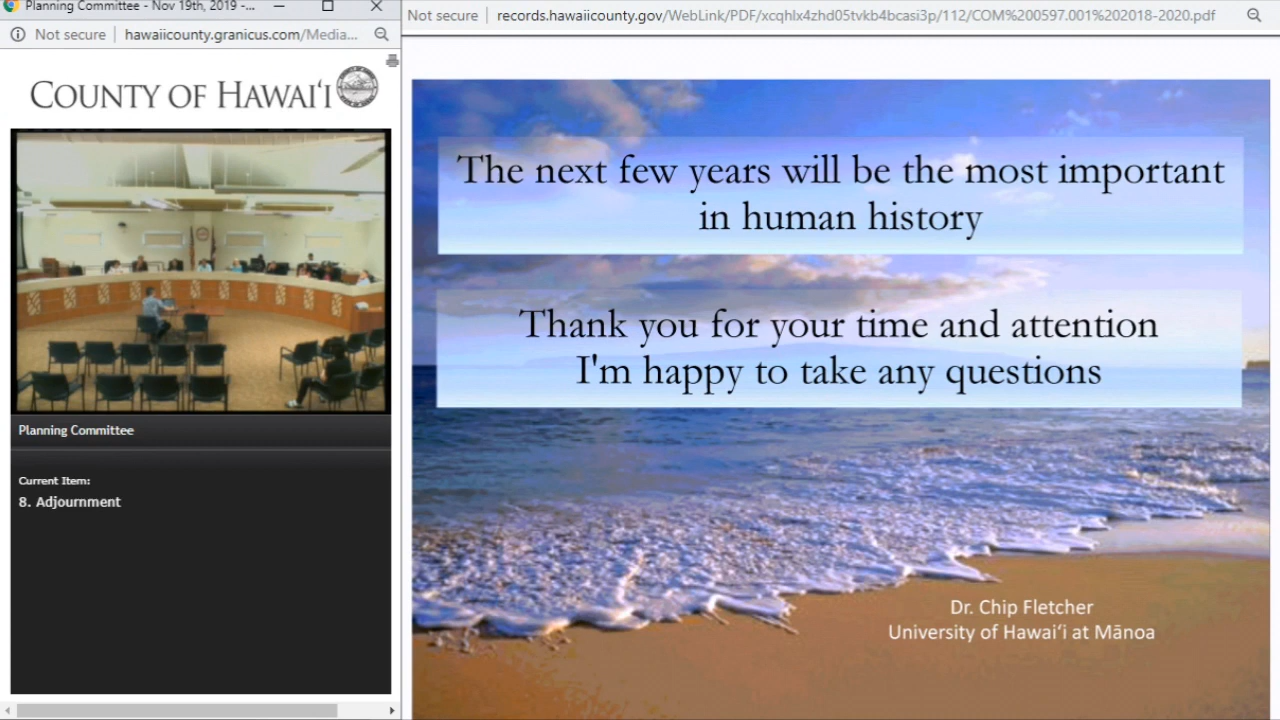 Planning Committee - Nov 19th, 2019 -...
Not secure | hawaiicounty.granicus.com/Media...
COUNTY OF HAWAI‘I
Planning Committee
Current Item:
8. Adjournment
Not secure | records.hawaiicounty.gov/WebLink/PDF/xcqhlx4zhd05tvkb4bcasi3p/112/COM%200597.001%202018-2020.pdf
The next few years will be the most important
in human history
Thank you for your time and attention
I'm happy to take any questions
Dr. Chip Fletcher
University of Hawai‘i at Mānoa